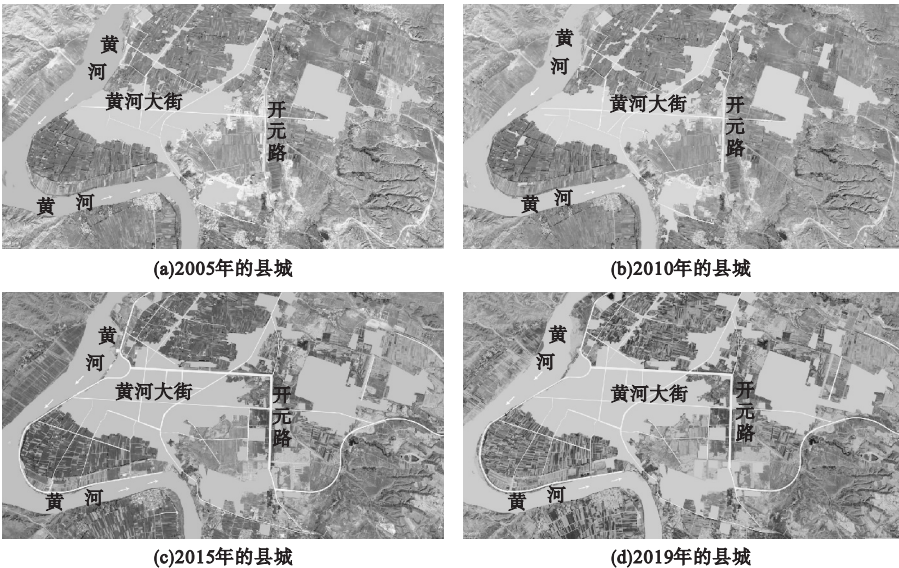 黄河
黄河大街
开元路
黄河
(a)2005年的县城
黄河
黄河大街
开元路
黄河
(b)2010年的县城
黄河
黄河大街
开元路
黄河
(c)2015年的县城
黄河
黄河大街
开元路
黄河
(d)2019年的县城